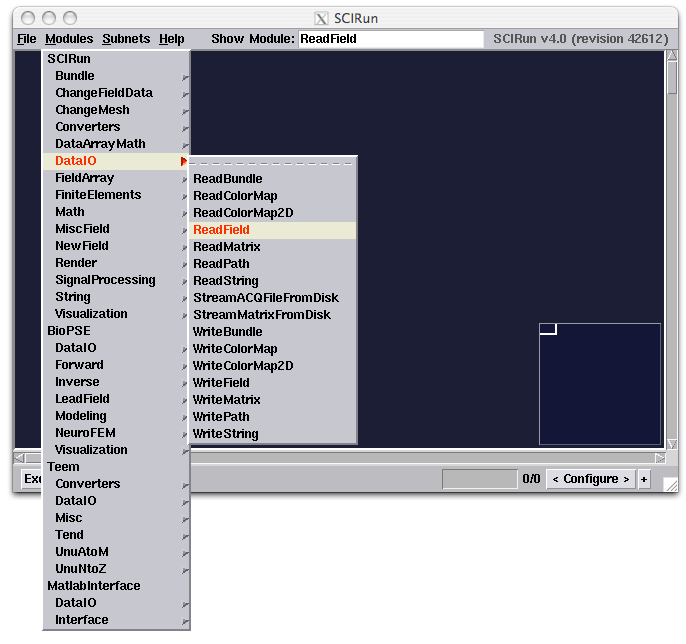 SCIRun
File Modules Subnets Help Show Module: ReadField SCIRun v4.0 (revision 42612)
SCIRun
Bundle
ChangeFieldData
ChangeMesh
Converters
DataArrayMath
DataIO
FieldArray
FiniteElements
Math
MiscField
NewField
Render
SignalProcessing
String
Visualization
BioPSE
DataIO
Forward
Inverse
LeadField
Modeling
NeuroFEM
Visualization
Teem
Converters
DataIO
Misc
Tend
UnuAtoM
UnuNtoZ
MatlabInterface
DataIO
Interface
ReadBundle
ReadColorMap
ReadColorMap2D
ReadField
ReadMatrix
ReadPath
ReadString
StreamACQFileFromDisk
StreamMatrixFromDisk
WriteBundle
WriteColorMap
WriteColorMap2D
WriteField
WriteMatrix
WritePath
WriteString
0/0 < Configure > +